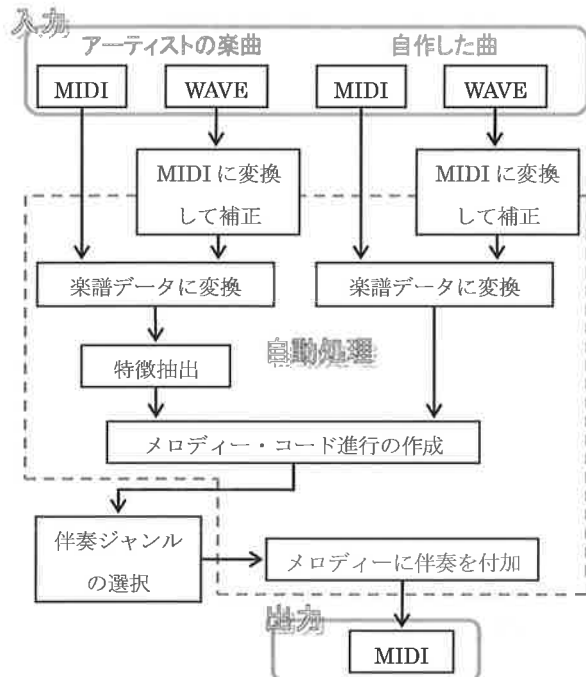 入力
アーティストの楽曲
自作した曲
MIDI
WAVE
MIDI
WAVE
MIDIに変換
して補正
MIDIに変換
して補正
楽譜データに変換
楽譜データに変換
自動処理
特徴抽出
メロディー・コード進行の作成
伴奏ジャンル
の選択
メロディーに伴奏を付加
出力
MIDI